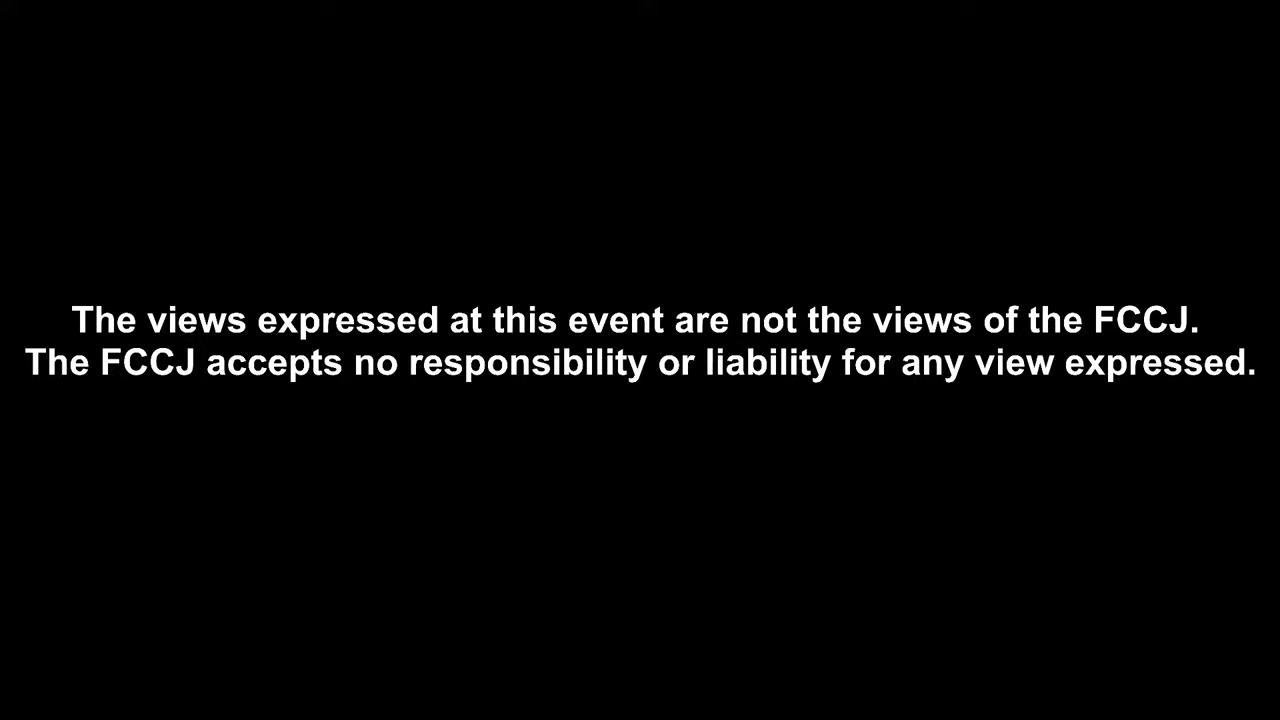 The views expressed at this event are not the views of the FCCJ.
The FCCJ accepts no responsibility or liability for any view expressed.